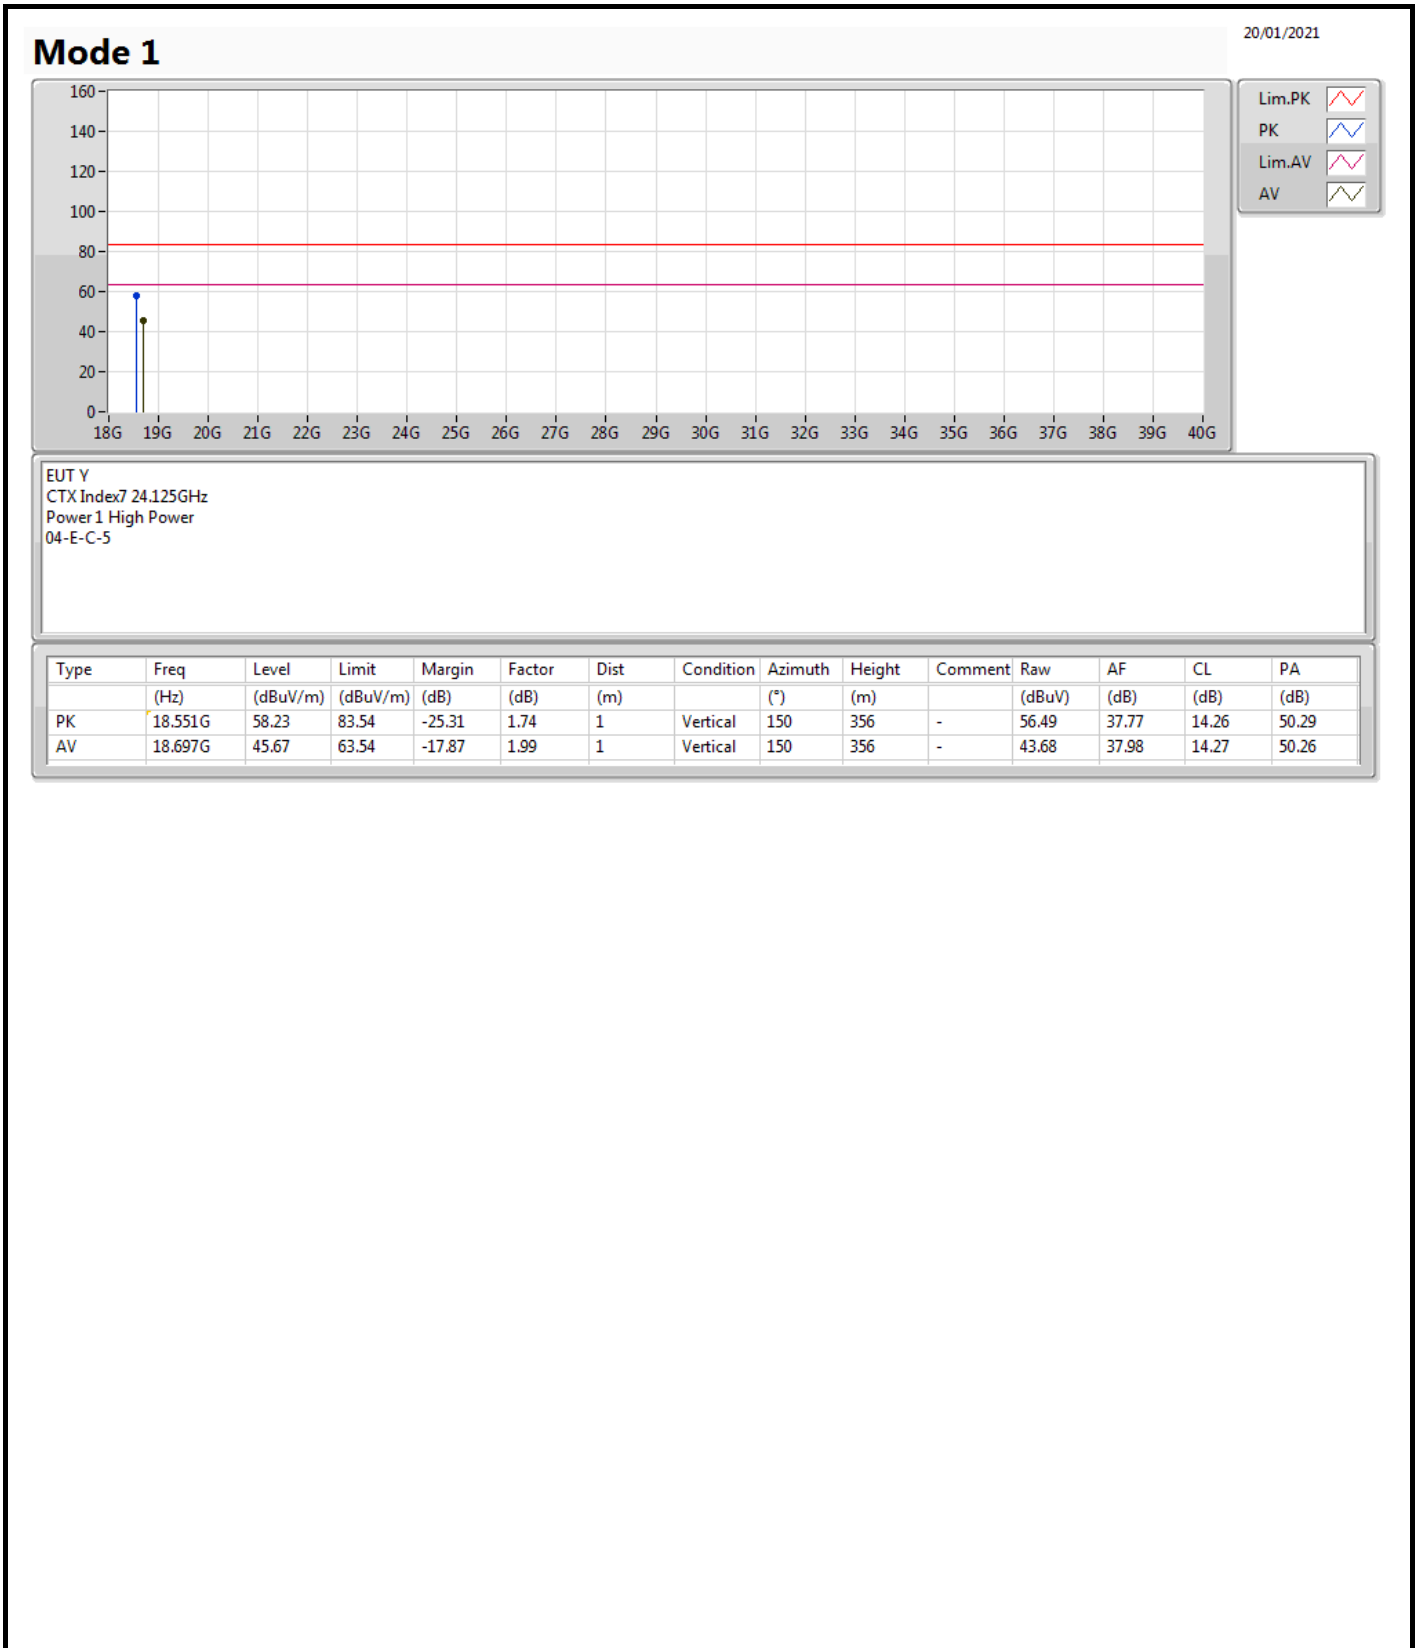 20/01/2021
Mode 1
160
140
120
100
80
60
40
20
0
18G 19G 20G 21G 22G 23G 24G 25G 26G 27G 28G 29G 30G 31G 32G 33G 34G 35G 36G 37G 38G 39G 40G
Lim.PK
PK
Lim.AV
AV
EUT Y
CTX Index7 24.125GHz
Power 1 High Power
04-E-C-5
Type Freq Level Limit Margin Factor Dist Condition Azimuth Height Comment Raw AF CL PA
(Hz) (dBuV/m) (dBuV/m) (dB) (dB) (m) (°) (m) (dBuV) (dB) (dB) (dB)
PK 18.551G 58.23 83.54 -25.31 1.74 1 Vertical 150 356 - 56.49 37.77 14.26 50.29
AV 18.697G 45.67 63.54 -17.87 1.99 1 Vertical 150 356 - 43.68 37.98 14.27 50.26